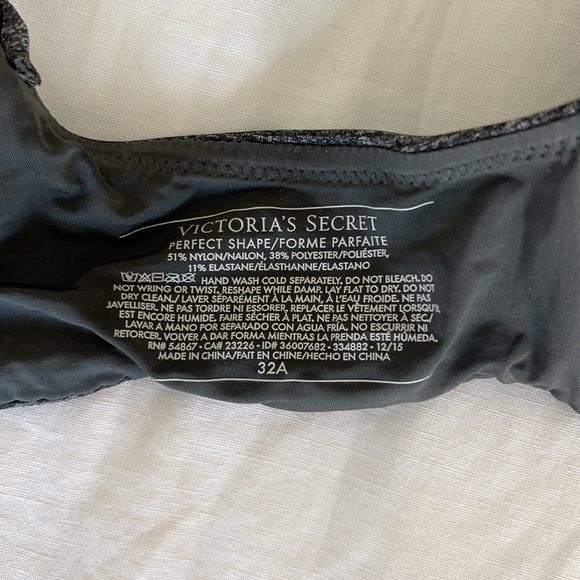 VICTORIA'S SECRET
PERFECT SHAPE/FORME PARFAITE
51% NYLON/NAILON, 38% POLYESTER/POLIÉSTER,
11% ELASTANE/ÉLASTHANNE/ELASTANO
HAND WASH COLD SEPARATELY, DO NOT BLEACH. DO
NOT WRING OR TWIST, RESHAPE WHILE DAMP. LAY FLAT TO DRY. DO
NOT DRY CLEAN./ LAVER SÉPARÉMENT À LA MAIN, À L'EAU FROIDE. NE PAS
JAVELLISER. NE PAS TORDRE NI ESSORER, REPLACER LE VÊTEMENT LORSQU'IL
EST ENCORE HUMIDE. FAIRE SÉCHER À PLAT. NE PAS NETTOYER À SEC/
LAVAR A MANO POR SEPARADO CON AGUA FRÍA. NO ESCURRIR NI
RETORCER. VOLVER A DAR FORMA MIENTRAS LA PRENDA ESTÉ HÚMEDA.
RN# 54867 • CA# 23226 • ID# 36007682 • 334882 • 12/15
MADE IN CHINA/FAIT EN CHINE/HECHO EN CHINA
32A